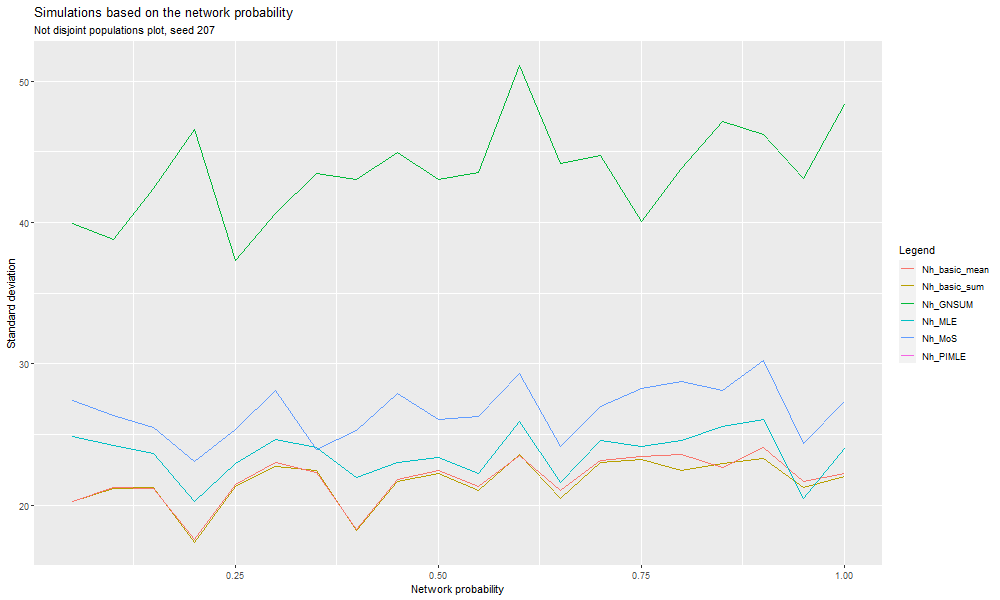 Simulations based on the network probability
Not disjoint populations plot, seed 207
50
40
30
20
Standard deviation
0.25
0.50
0.75
1.00
Network probability
Legend
Nh_basic_mean
Nh_basic_sum
Nh_GNSUM
Nh_MLE
Nh_MoS
Nh_PIMLE